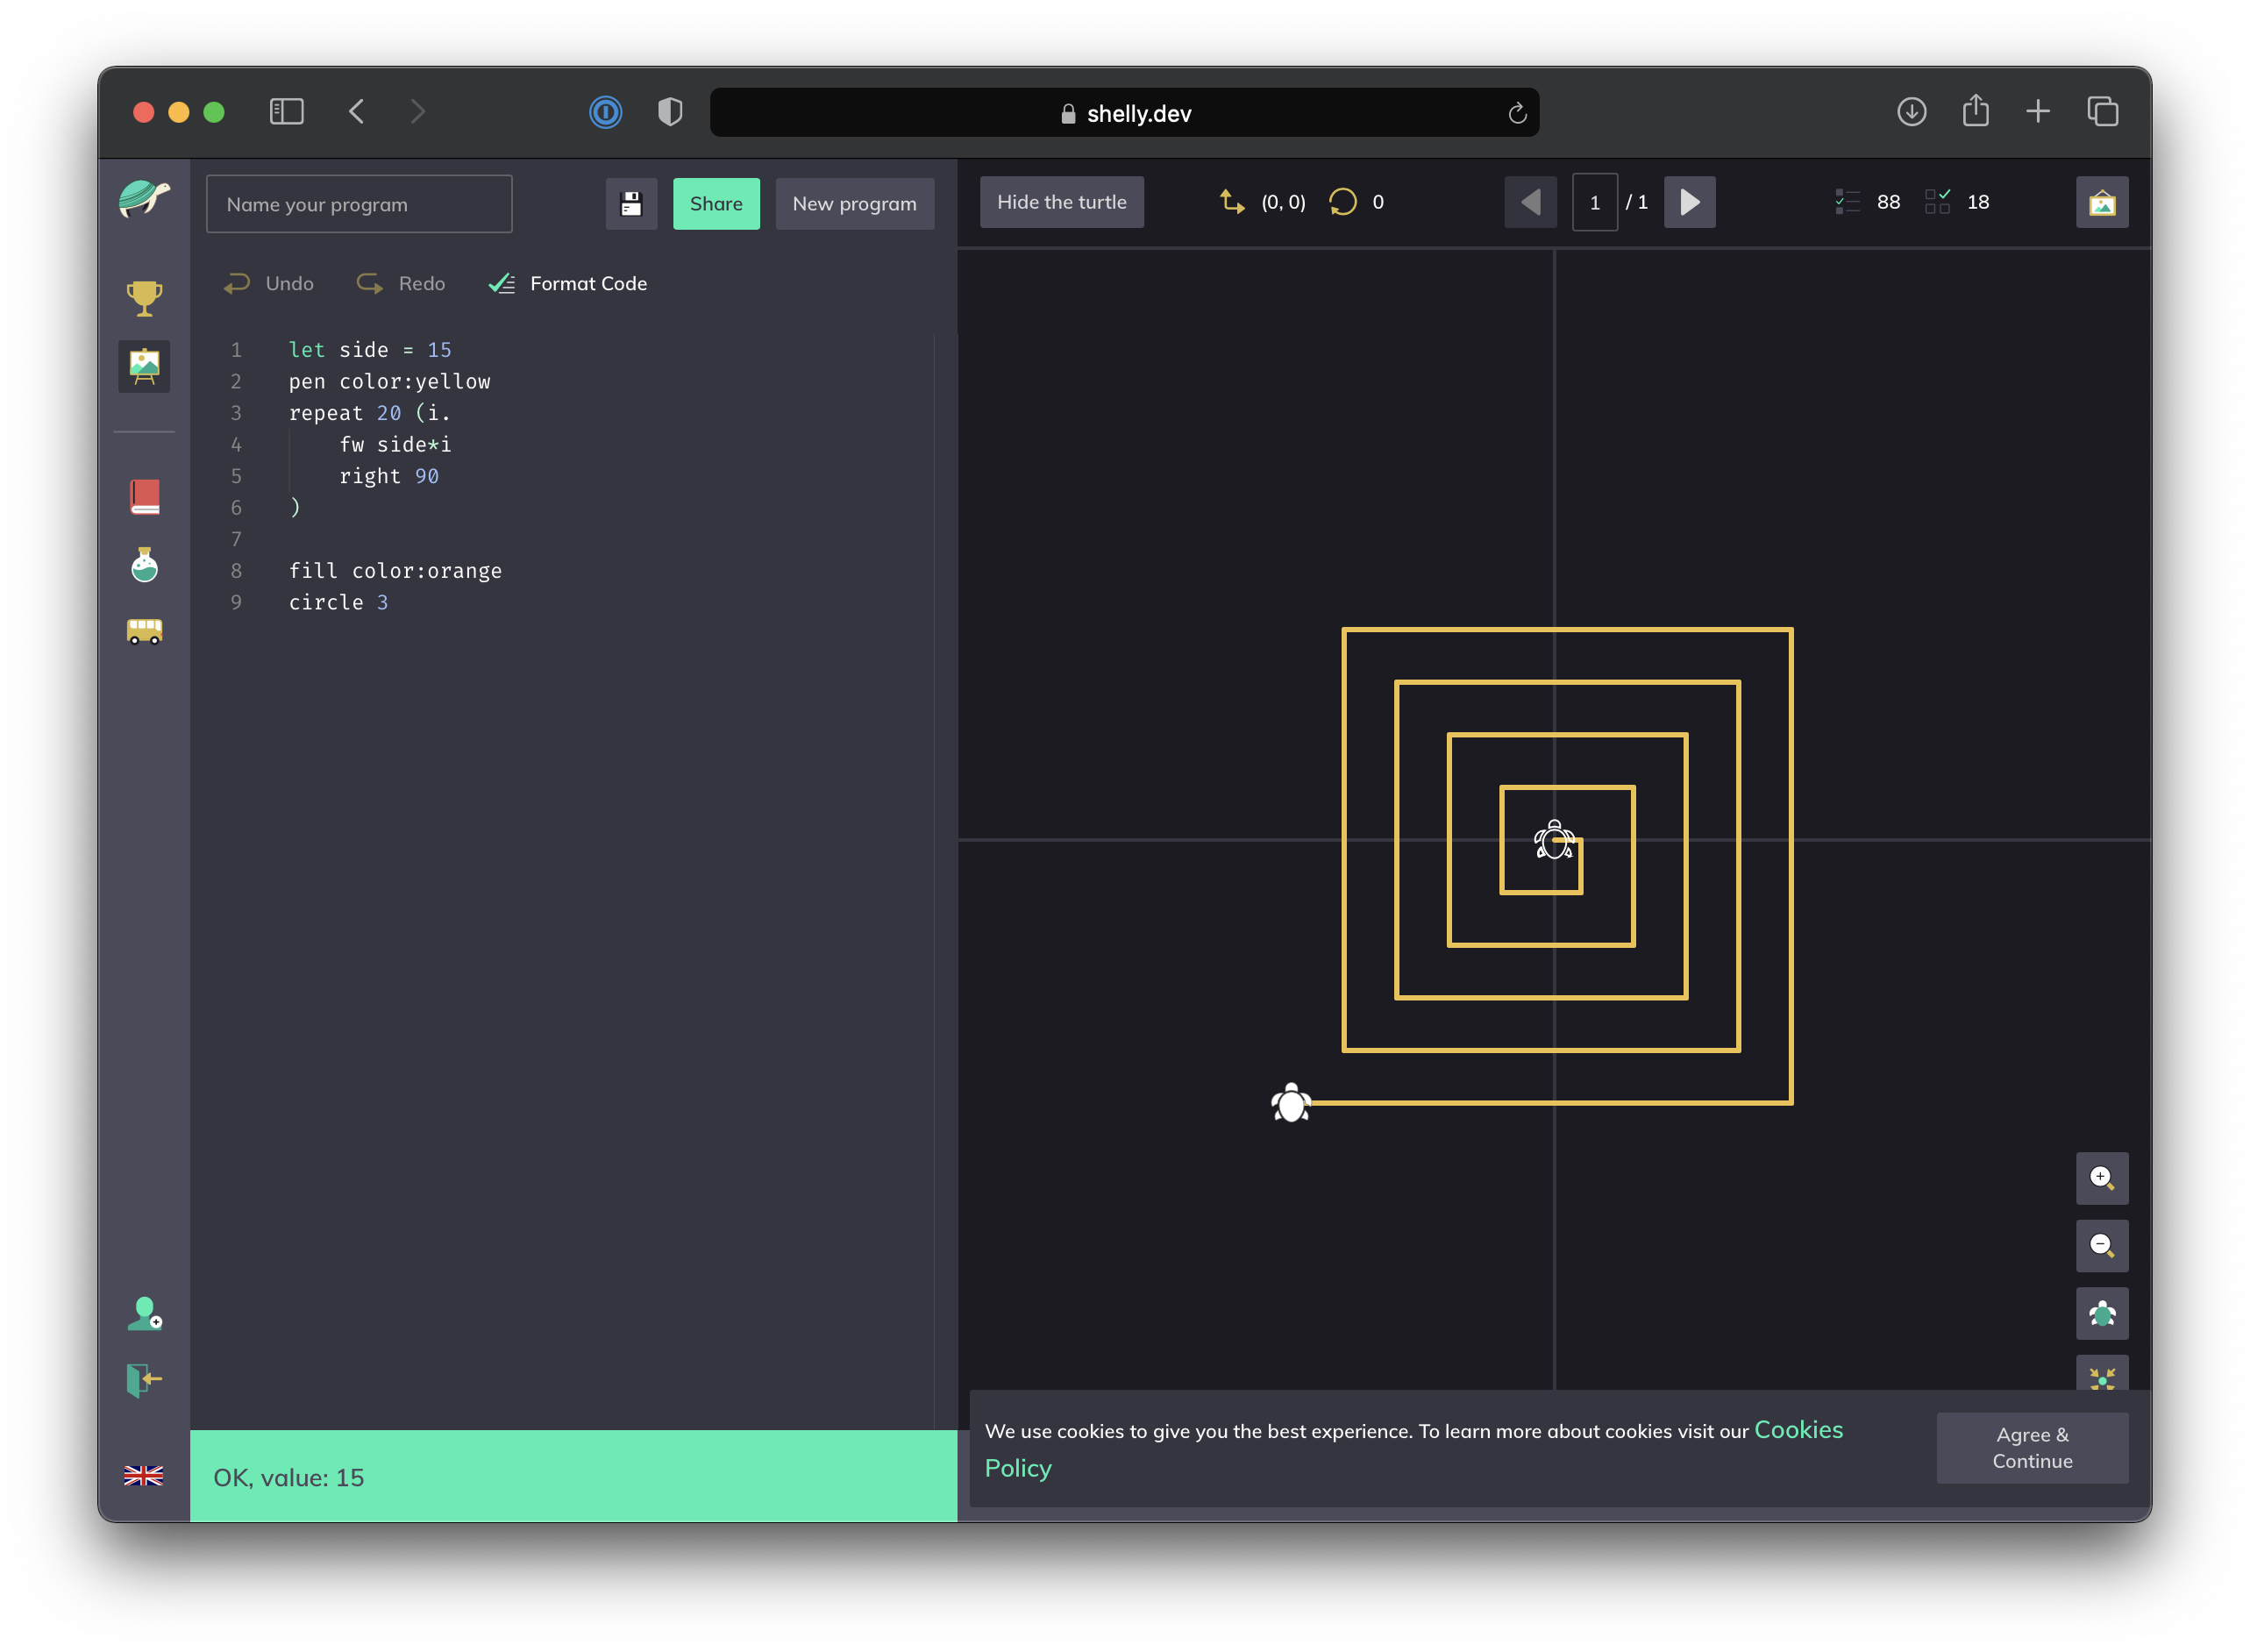 shelly.dev
Name your program
Share
New program
Hide the turtle
(0, 0)
0
1
/ 1
88
18
Undo
Redo
Format Code
1 let side = 15
2 pen color:yellow
3 repeat 20 (i.
4 fw side*i
5 right 90
6 )
7
8 fill color:orange
9 circle 3
OK, value: 15
We use cookies to give you the best experience. To learn more about cookies visit our Cookies
Policy
Agree &
Continue